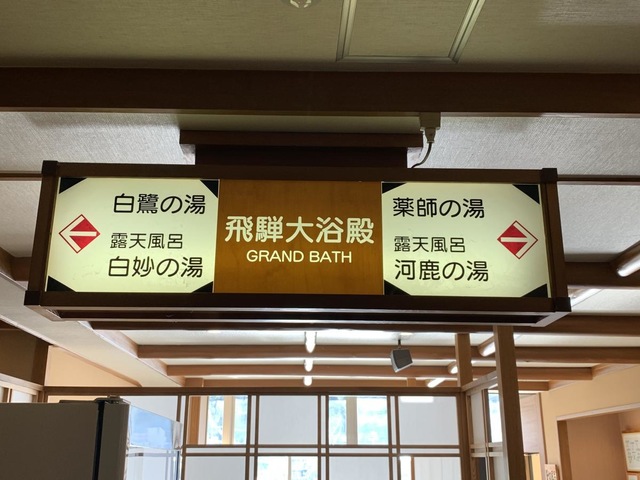 白鷺の湯
露天風呂
白妙の湯
飛騨大浴殿
GRAND BATH
薬師の湯
露天風呂
河鹿の湯